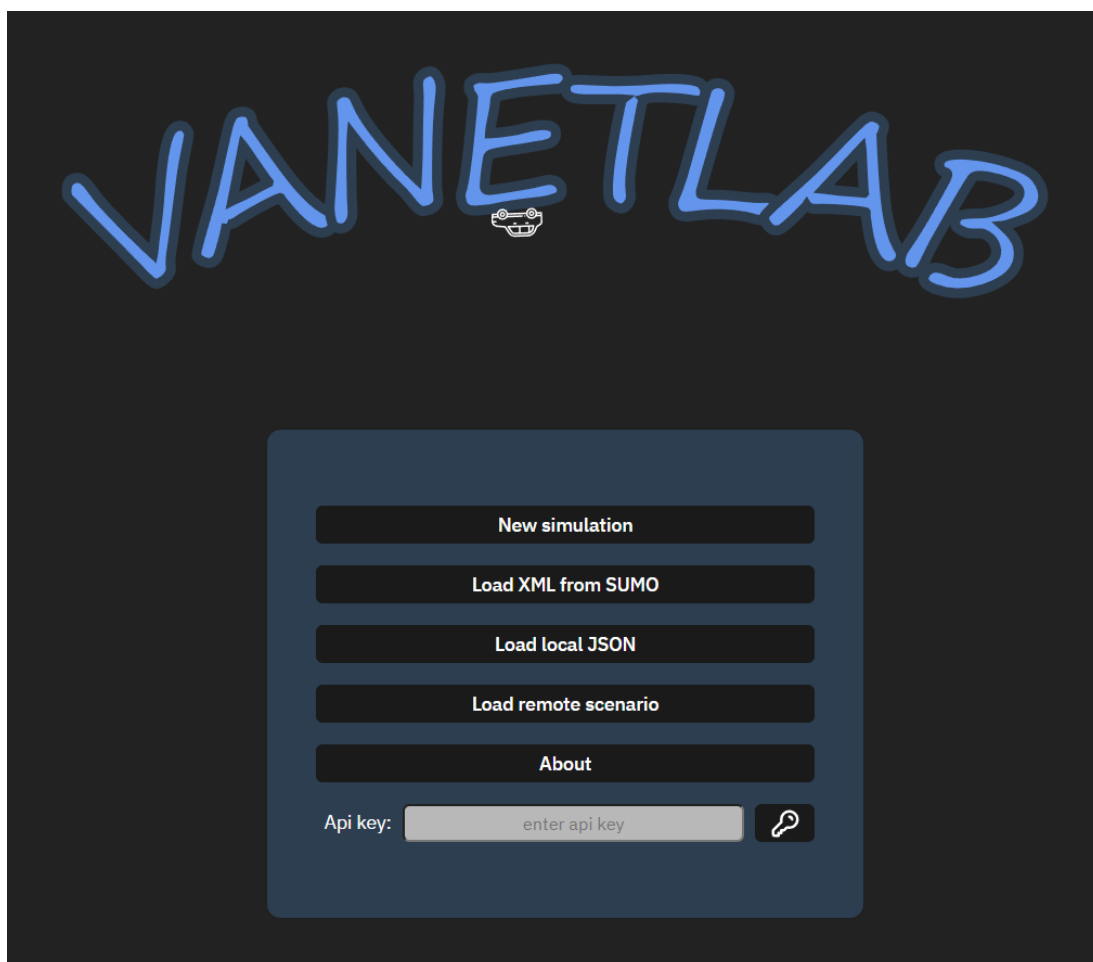 VANETLAB
New simulation
Load XML from SUMO
Load local JSON
Load remote scenario
About
Api key: enter api key